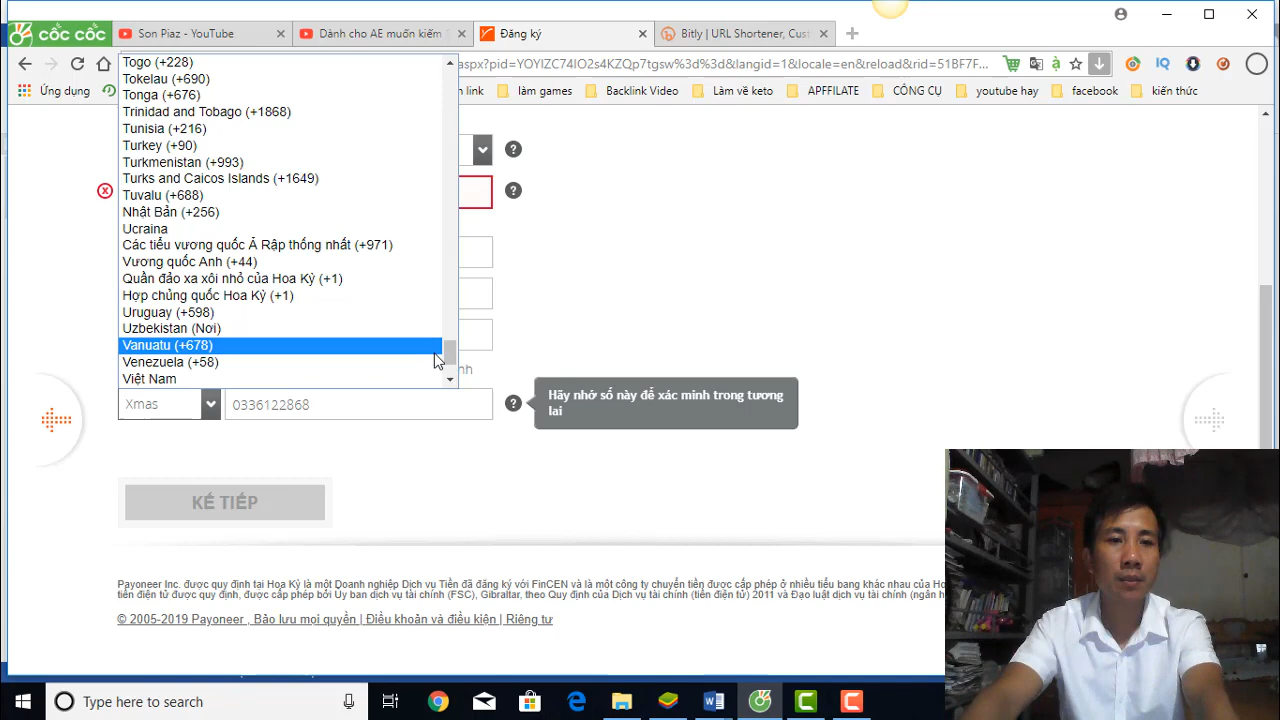 cốc cốc
Son Piaz - YouTube
Dành cho AE muốn kiếm
Đăng ký
Bitly | URL Shortener, Cust
aspx?pid=YOYIZC74IO2s4KZQp7tgsw%3d%3d&langid=1&locale=en&reload&rid=51BF7F...
Ứng dụng
n link
làm games
Backlink Video
Làm về keto
APFFILATE
CÔNG CỤ
youtube hay
facebook
kiến thức
Togo (+228)
Tokelau (+690)
Tonga (+676)
Trinidad and Tobago (+1868)
Tunisia (+216)
Turkey (+90)
Turkmenistan (+993)
Turks and Caicos Islands (+1649)
Tuvalu (+688)
Nhật Bản (+256)
Ucraina
Các tiểu vương quốc Ả Rập thống nhất (+971)
Vương quốc Anh (+44)
Quần đảo xa xôi nhỏ của Hoa Kỳ (+1)
Hợp chủng quốc Hoa Kỳ (+1)
Uruguay (+598)
Uzbekistan (Nơi)
Vanuatu (+678)
Venezuela (+58)
Việt Nam
nh
Xmas
0336122868
Hãy nhớ số này để xác minh trong tương
lai
KẾ TIẾP
Payoneer Inc. được quy định tại Hoa Kỳ là một Doanh nghiệp Dịch vụ Tiền đã đăng ký với FinCEN và là một công ty chuyển tiền được cấp phép ở nhiều tiểu bang khác nhau của Ho
tiền điện tử được quy định, được cấp phép bởi Ủy ban dịch vụ tài chính (FSC), Gibraltar, theo Quy định của Dịch vụ tài chính (tiền điện tử) 2011 và Đạo luật dịch vụ tài chính (ngân h
© 2005-2019 Payoneer , Bảo lưu mọi quyền | Điều khoản và điều kiện | Riêng tư
Type here to search